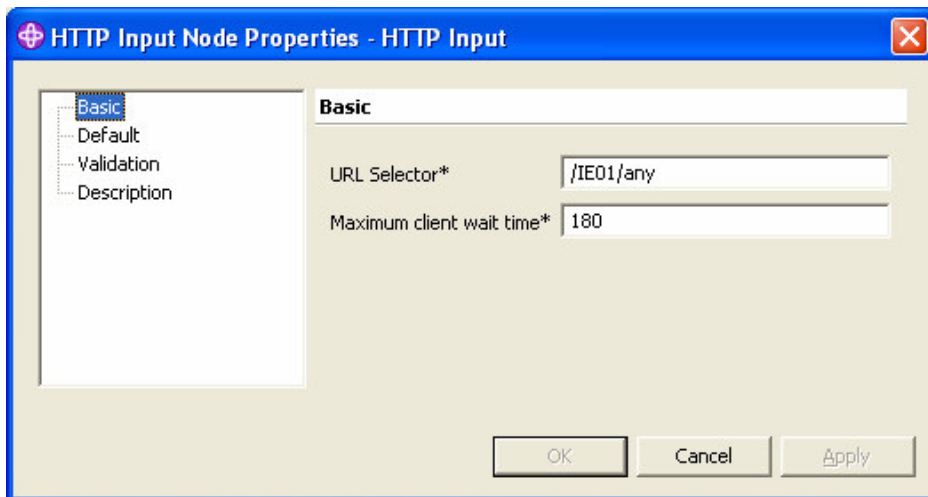 HTTP Input Node Properties - HTTP Input
Basic
Default
Validation
Description
Basic
URL Selector* /IE01/any
Maximum client wait time* 180
OK Cancel Apply